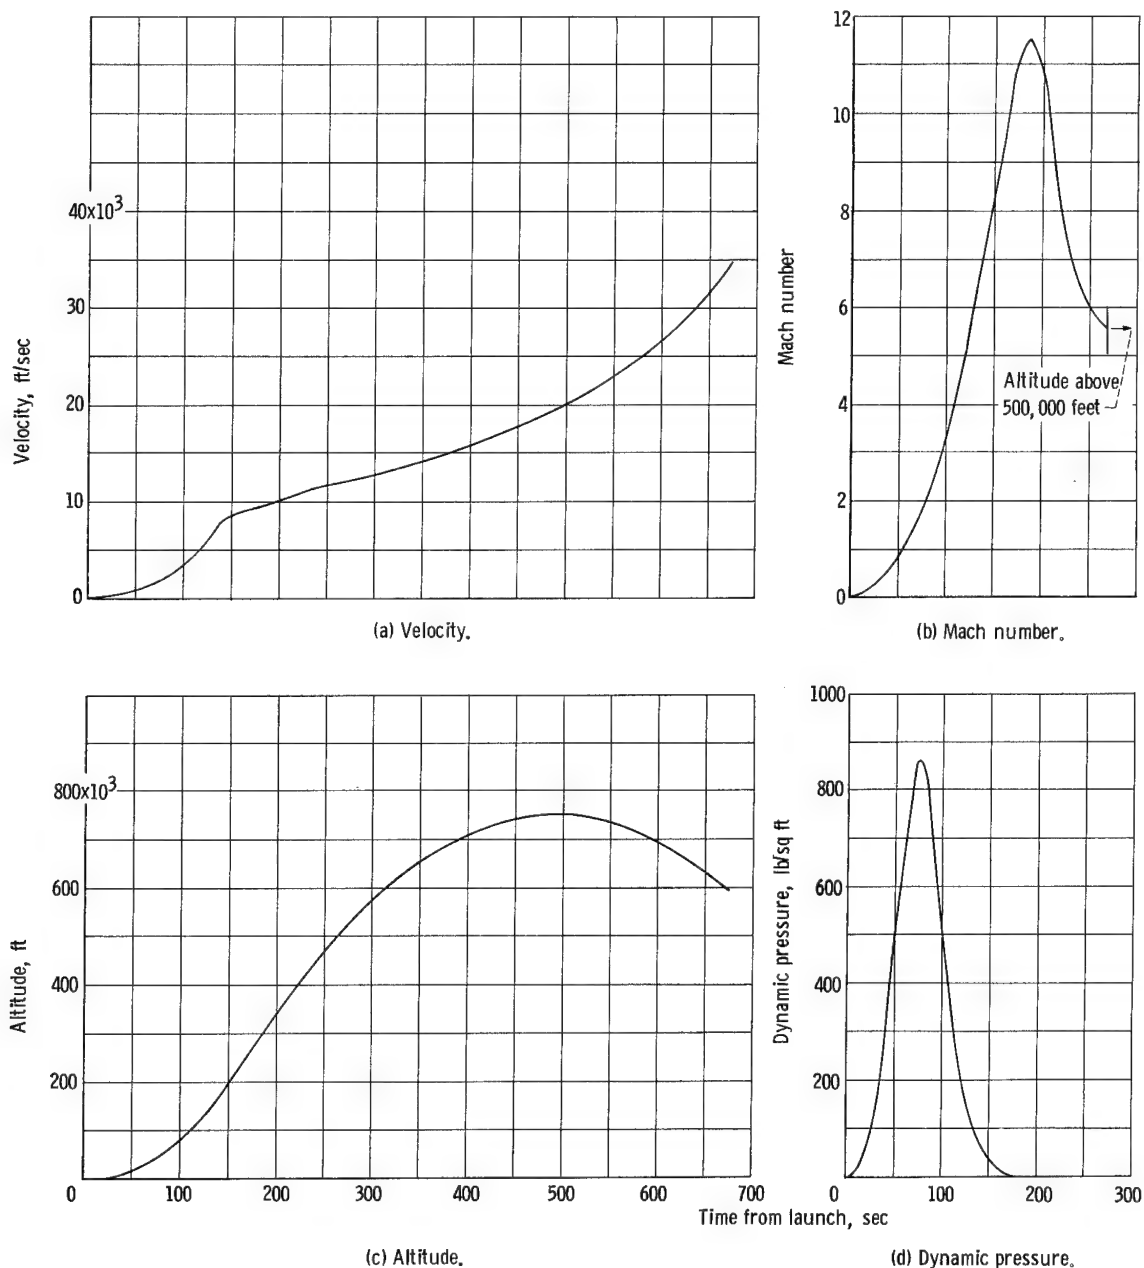 40x10³
30
20
10
0
Velocity, ft/sec
(a) Velocity.
12
10
8
6
4
2
0
Mach number
Altitude above
500,000 feet
(b) Mach number.
800x10³
600
400
200
0
Altitude, ft
0 100 200 300 400 500 600 700
(c) Altitude.
1000
800
600
400
200
Dynamic pressure, lb/sq ft
0 100 200 300
Time from launch, sec
(d) Dynamic pressure.